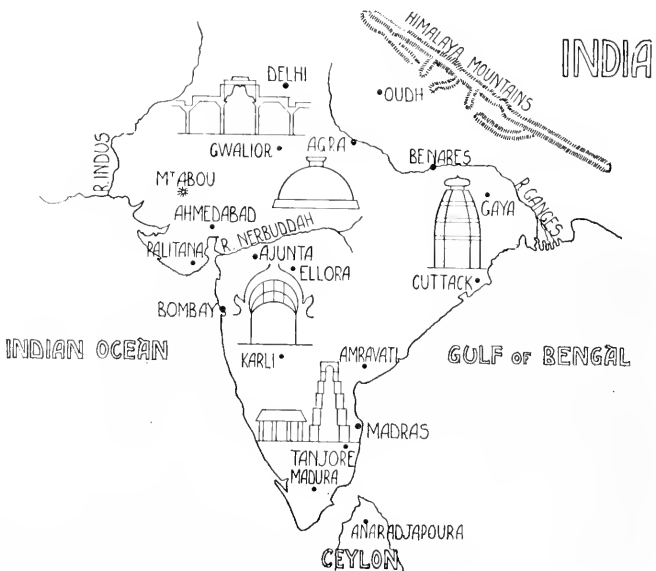 HIMALAYA MOUNTAINS
INDIA
DELHI
OUDH
R. INDUS
GWALIOR
AGRA
BENARES
MT ABOU
R. GANGES
GAYA
AHMEDABAD
R. NERBUDDAH
PALITANA
AJUNTA
ELLORA
CUTTACK
BOMBAY
INDIAN OCEAN
KARLI
AMRAVATI
GULF OF BENGAL
MADRAS
TANJORE
MADURA
ANARADJAPOURA
CEYLON